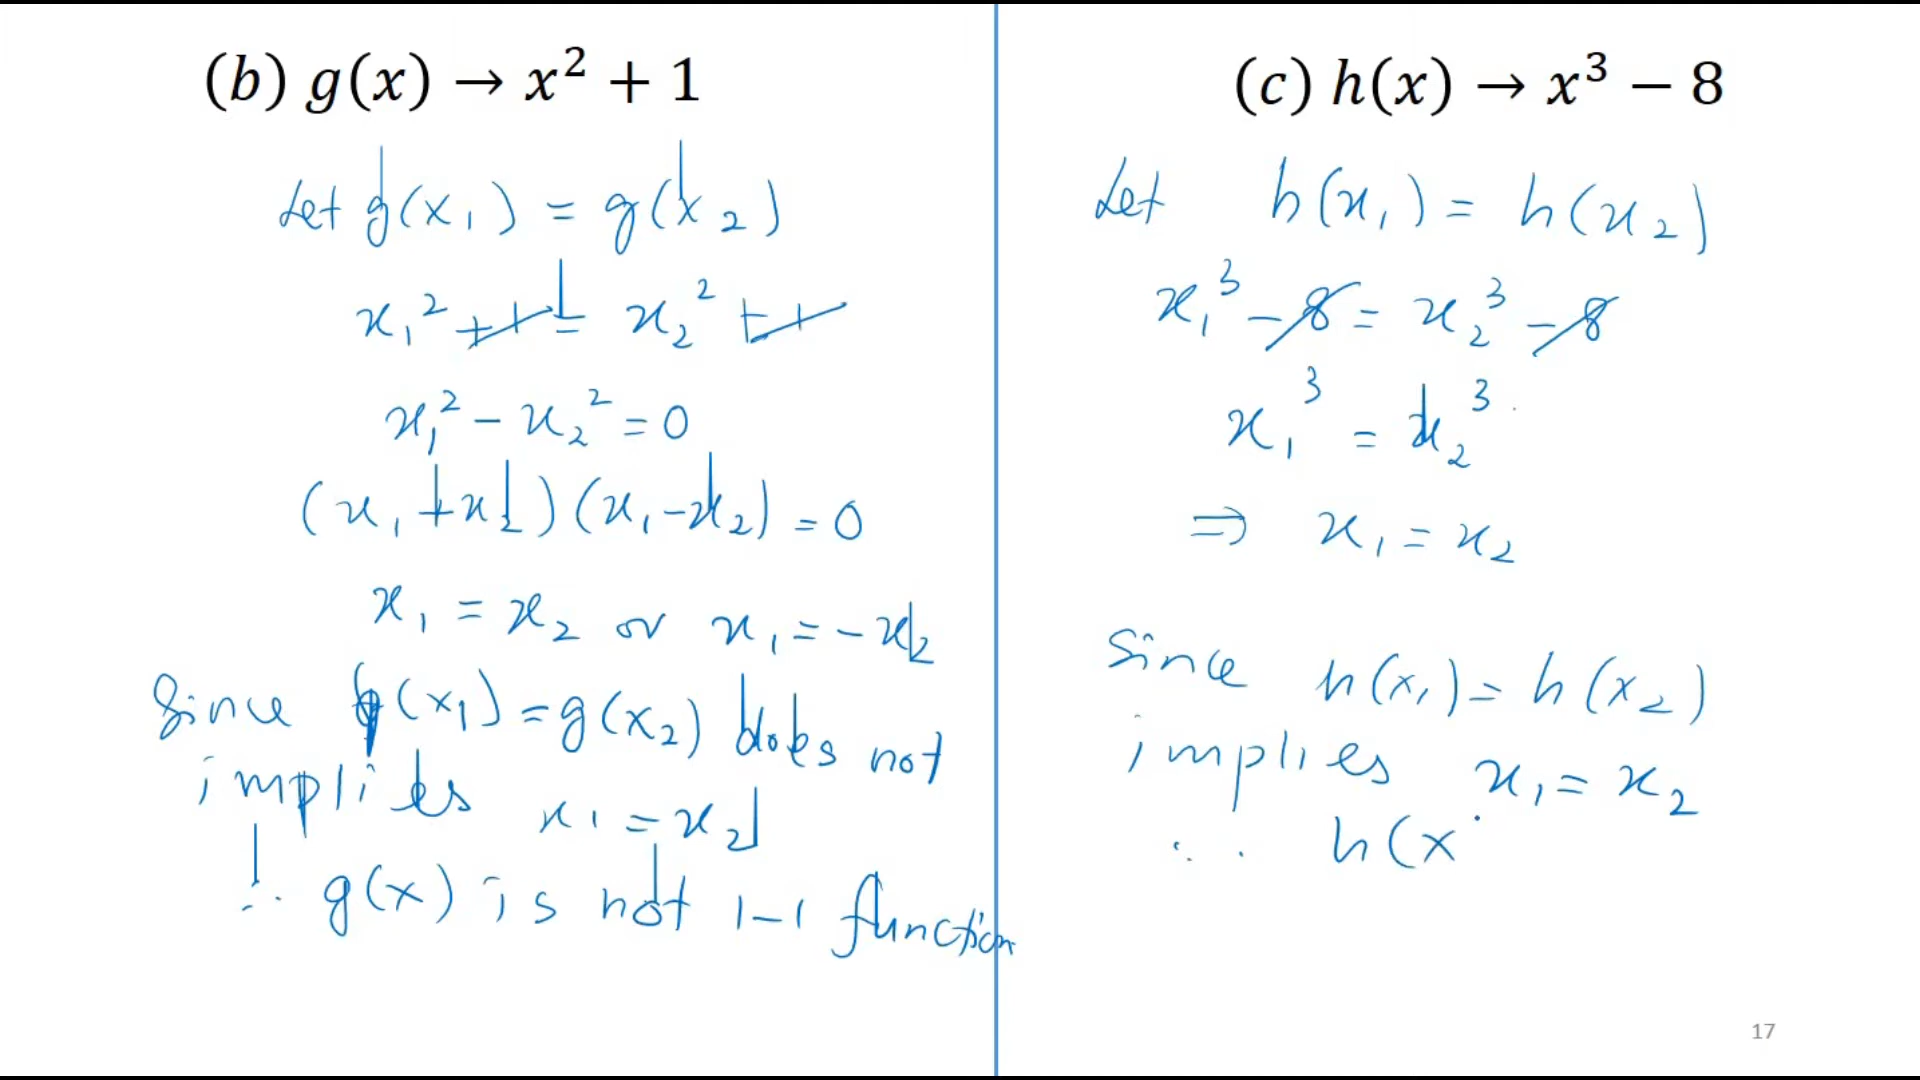 (b) g(x) → x² + 1
Let g(x₁) = g(x₂)
x₁² + 1 = x₂² + 1
x₁² − x₂² = 0
(x₁ + x₂)(x₁ − x₂) = 0
x₁ = x₂ or x₁ = −x₂
Since g(x₁) = g(x₂) does not
implies x₁ = x₂
∴ g(x) is not 1−1 function
(c) h(x) → x³ − 8
Let h(x₁) = h(x₂)
x₁³ − 8 = x₂³ − 8
x₁³ = x₂³
⇒ x₁ = x₂
Since h(x₁) = h(x₂)
implies x₁ = x₂
∴ h(x
17